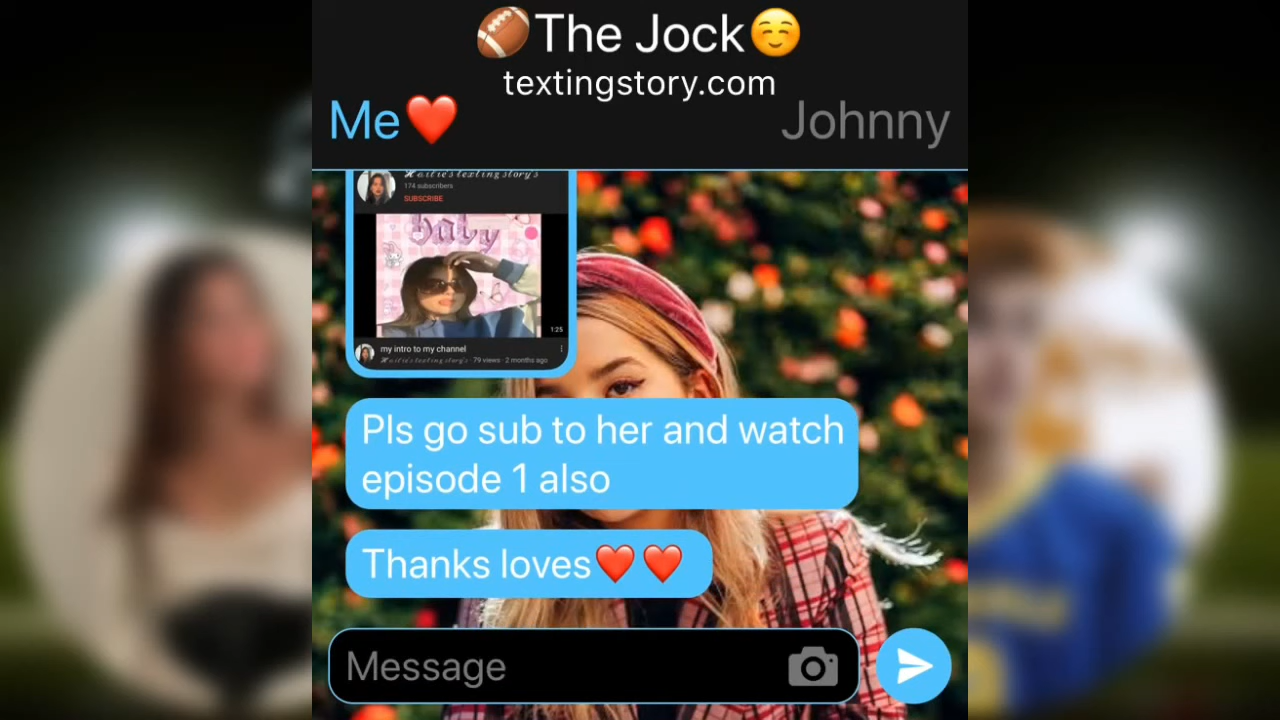 🏈The Jock☺️
textingstory.com
Me❤️ Johnny
174 subscribers
SUBSCRIBE
baby
1:25
my intro to my channel
79 views · 2 months ago
Pls go sub to her and watch
episode 1 also
Thanks loves❤️❤️
Message